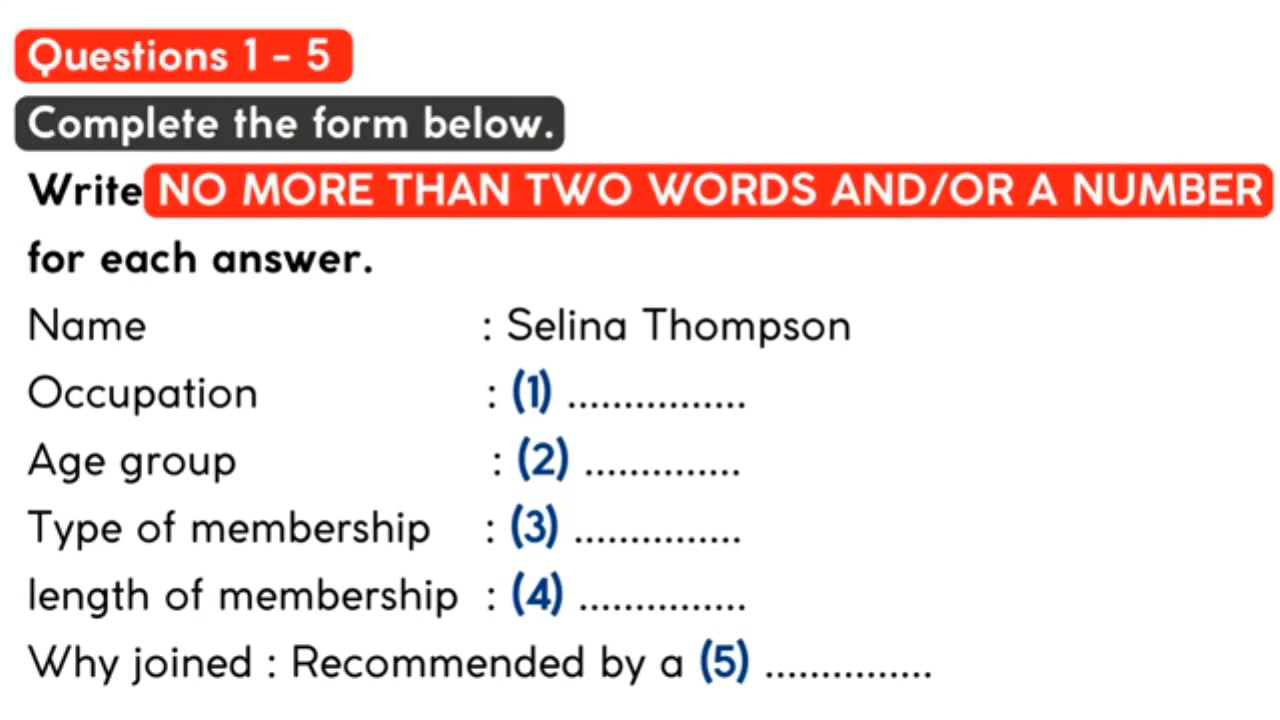 Questions 1 - 5
Complete the form below.
Write NO MORE THAN TWO WORDS AND/OR A NUMBER
for each answer.
Name : Selina Thompson
Occupation : (1) ................
Age group : (2) ..............
Type of membership : (3) ...............
length of membership : (4) ...............
Why joined : Recommended by a (5) ...............